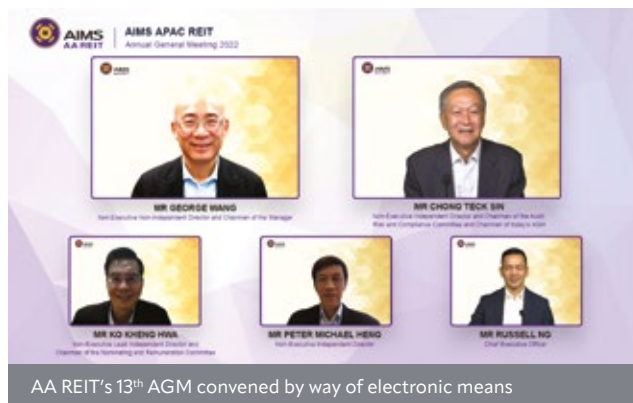 AIMS
AA REIT
AIMS APAC REIT
Annual General Meeting 2022
MR GEORGE WANG
Non-Executive Non-Independent Director and Chairman of the Manager
MR CHONG TECK SIN
Non-Executive Independent Director and Chairman of the Audit
Risk and Compliance Committee and Chairman of today's AGM
MR KO KHENG HWA
Non-Executive Lead Independent Director and
Chairman of the Nominating and Remuneration Committee
MR PETER MICHAEL HENG
Non-Executive Independent Director
MR RUSSELL NG
Chief Executive Officer
AA REIT's 13th AGM convened by way of electronic means